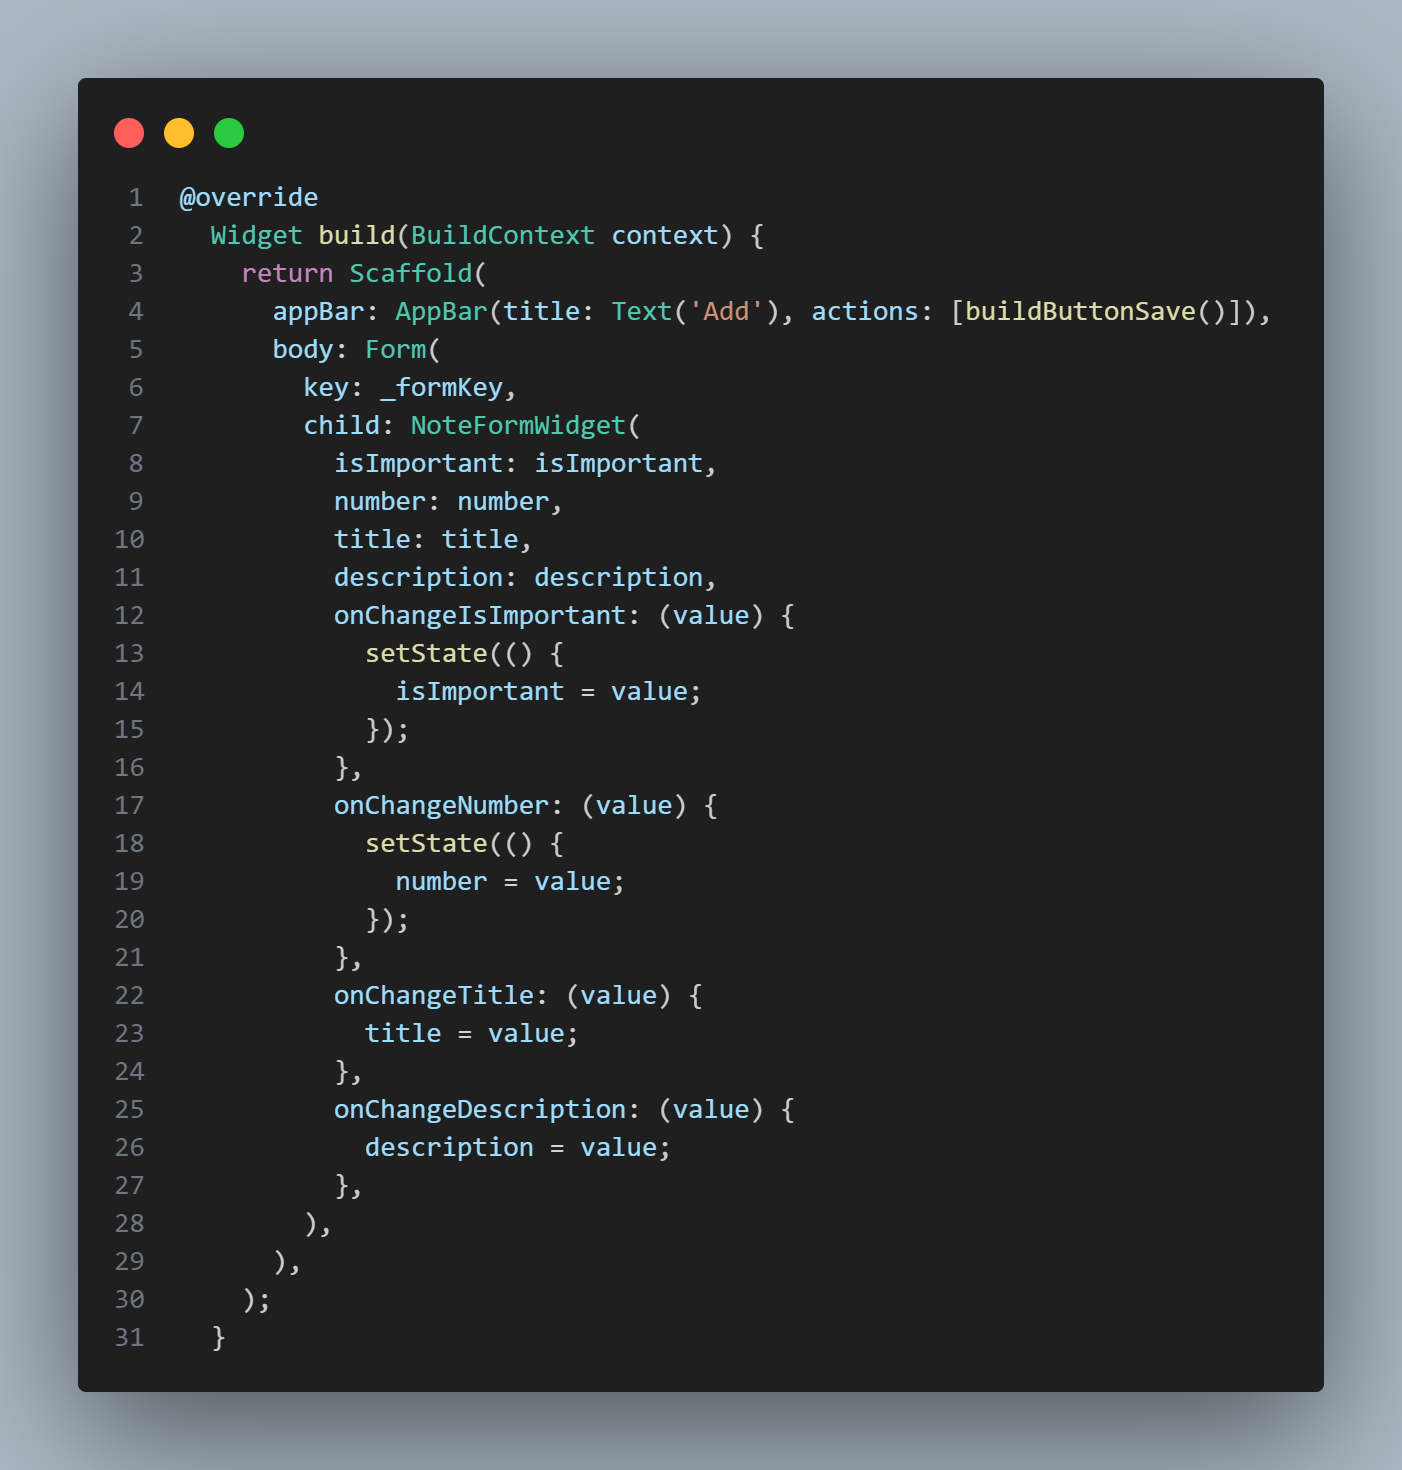 1 @override
2   Widget build(BuildContext context) {
3     return Scaffold(
4       appBar: AppBar(title: Text('Add'), actions: [buildButtonSave()]),
5       body: Form(
6         key: _formKey,
7         child: NoteFormWidget(
8           isImportant: isImportant,
9           number: number,
10           title: title,
11           description: description,
12           onChangeIsImportant: (value) {
13             setState(() {
14               isImportant = value;
15             });
16           },
17           onChangeNumber: (value) {
18             setState(() {
19               number = value;
20             });
21           },
22           onChangeTitle: (value) {
23             title = value;
24           },
25           onChangeDescription: (value) {
26             description = value;
27           },
28         ),
29       ),
30     );
31   }